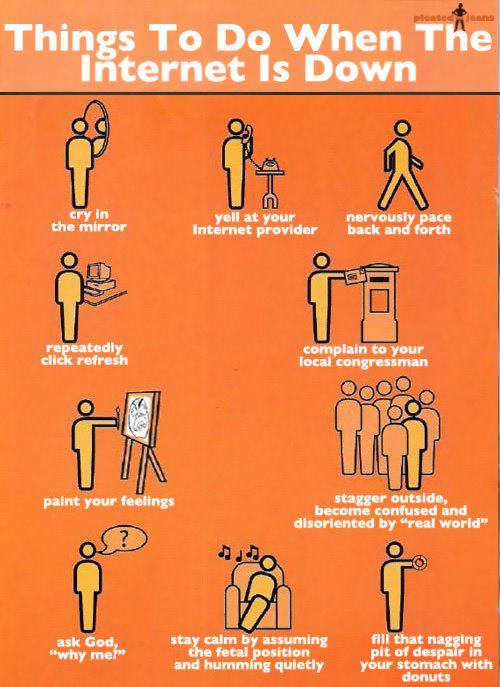 pleated jeans
Things To Do When The
Internet Is Down
cry in
the mirror
yell at your
Internet provider
nervously pace
back and forth
repeatedly
click refresh
complain to your
local congressman
paint your feelings
stagger outside,
become confused and
disoriented by “real world”
?
ask God,
“why me?”
stay calm by assuming
the fetal position
and humming quietly
fill that nagging
pit of despair in
your stomach with
donuts